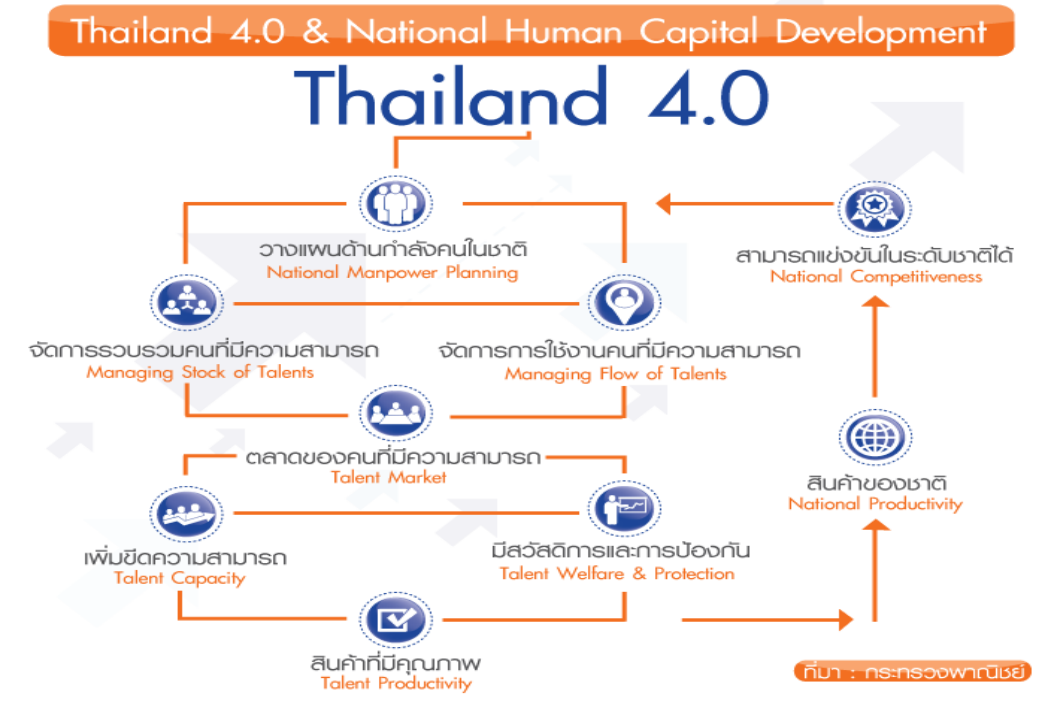 Thailand 4.0 & National Human Capital Development
Thailand 4.0
วางแผนด้านกำลังคนในชาติ
National Manpower Planning
สามารถแข่งขันในระดับชาติได้
National Competitiveness
จัดการรวบรวมคนที่มีความสามารถ
Managing Stock of Talents
จัดการการใช้งานคนที่มีความสามารถ
Managing Flow of Talents
ตลาดของคนที่มีความสามารถ
Talent Market
สินค้าของชาติ
National Productivity
เพิ่มขีดความสามารถ
Talent Capacity
มีสวัสดิการและการป้องกัน
Talent Welfare & Protection
สินค้าที่มีคุณภาพ
Talent Productivity
ที่มา : กระทรวงพาณิชย์